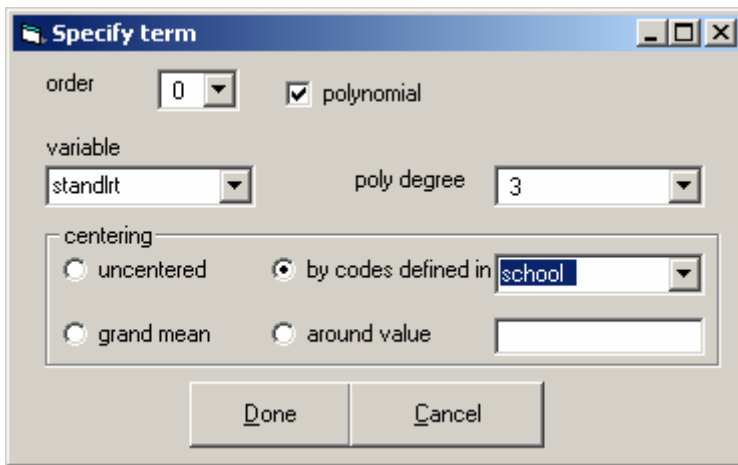 Specify term
order 0 polynomial
variable
standlrt poly degree 3
centering
uncentered by codes defined in school
grand mean around value
Done Cancel